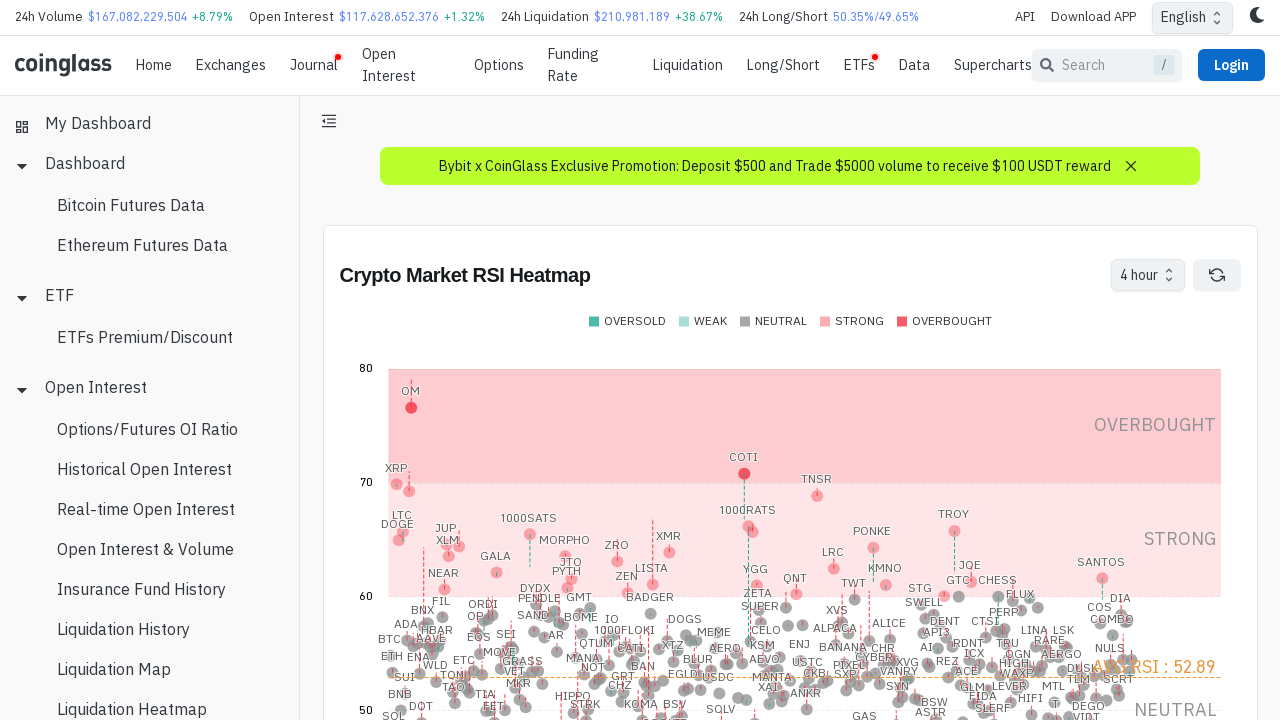 24h Volume $167,082,229,504 +8.79% Open Interest $117,628,652,376 +1.32% 24h Liquidation $210,981,189 +38.67% 24h Long/Short 50.35%/49.65% API Download APP English
coinglass Home Exchanges Journal Open Interest Options Funding Rate Liquidation Long/Short ETFs Data Supercharts Search / Login
My Dashboard
Dashboard
Bitcoin Futures Data
Ethereum Futures Data
ETF
ETFs Premium/Discount
Open Interest
Options/Futures OI Ratio
Historical Open Interest
Real-time Open Interest
Open Interest & Volume
Insurance Fund History
Liquidation History
Liquidation Map
Liquidation Heatmap
Bybit x CoinGlass Exclusive Promotion: Deposit $500 and Trade $5000 volume to receive $100 USDT reward
Crypto Market RSI Heatmap
4 hour
OVERSOLD WEAK NEUTRAL STRONG OVERBOUGHT
80
OM
OVERBOUGHT
COTI
XRP
TNSR
70
1000RATS
LTC
DOGE
1000SATS
TROY
JUP
XLM
MORPHO
ZRO
XMR
PONKE
STRONG
GALA
JTO
PYTH
LISTA
LRC
KMNO
JQE
SANTOS
NEAR
ZEN
YGG
QNT
TWT
GTC
CHESS
60
FIL
ORDI
DYDX
PENDLE
GMT
BADGER
ZETA
SUPER
STG
SWELL
FLUX
DIA
BNX
OP
SAND
BOME
IO
DOGS
XVS
PERP
COS
COMBO
ADA
HBAR
AR
1000FLOKI
MEME
CELO
ALPACA
ALICE
DENT
API3
CTSI
LINA
LSK
BTC
AAVE
EOS
SEI
QTUM
CATI
XTZ
AERO
KSM
ENJ
BANANA
CHR
AI
RDNT
TRU
RARE
NULS
ETH
ENA
WLD
ETC
MOVE
GRASS
MANA
NOT
BAN
BLUR
AEVO
USTC
PIXEL
CYBER
XVG
REZ
ICX
OGN
HIGH
AERGO
AVG RSI : 52.89
SUI
TON
TAO
VET
MKR
GRT
CHZ
EGLD
USDC
MANTA
XAI
CKB
SXP
VANRY
SYN
ACE
GLM
LEVER
WAXP
DUSK
TLM
SCRT
BNB
TIA
HIPPO
ANKR
FIDA
HIFI
MTL
DOT
FET
STRK
KOMA
BSV
SOLV
BSW
SLERF
DEGO
NEUTRAL
50
SOL
GAS
ASTR
VIDT